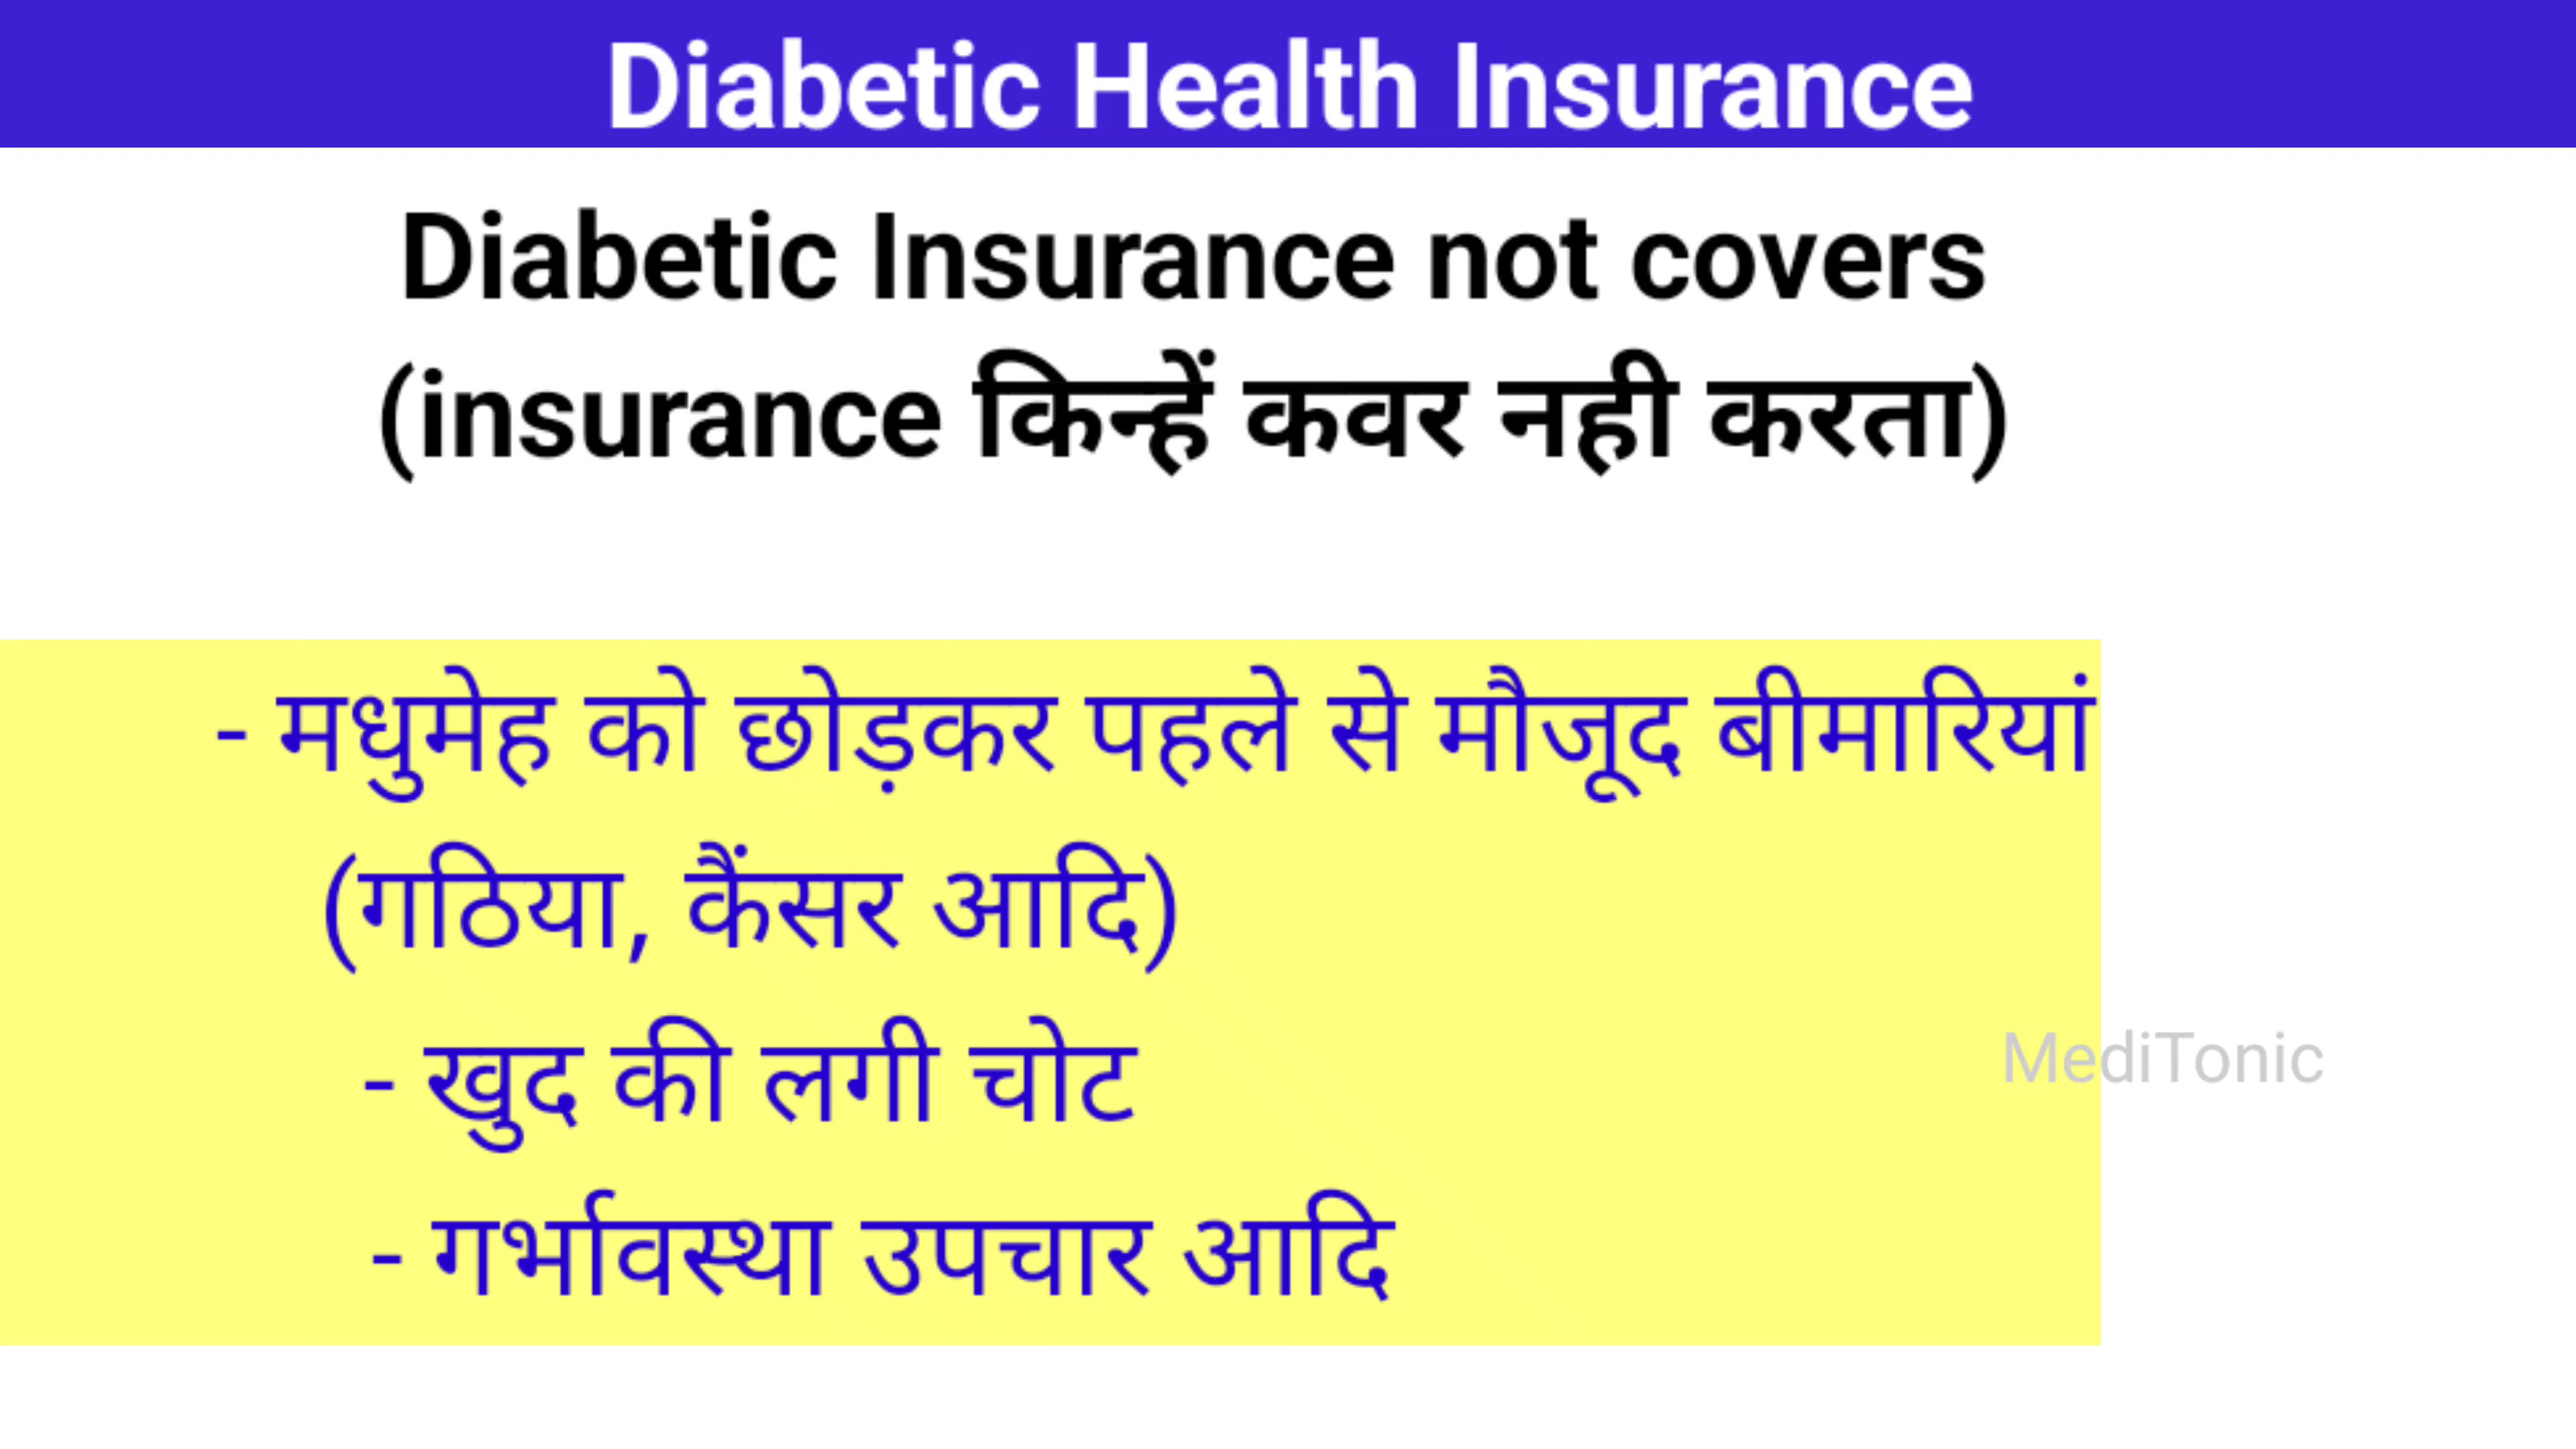 Diabetic Health Insurance
Diabetic Insurance not covers
(insurance किन्हें कवर नही करता)
- मधुमेह को छोड़कर पहले से मौजूद बीमारियां
(गठिया, कैंसर आदि)
- खुद की लगी चोट
MediTonic
- गर्भावस्था उपचार आदि